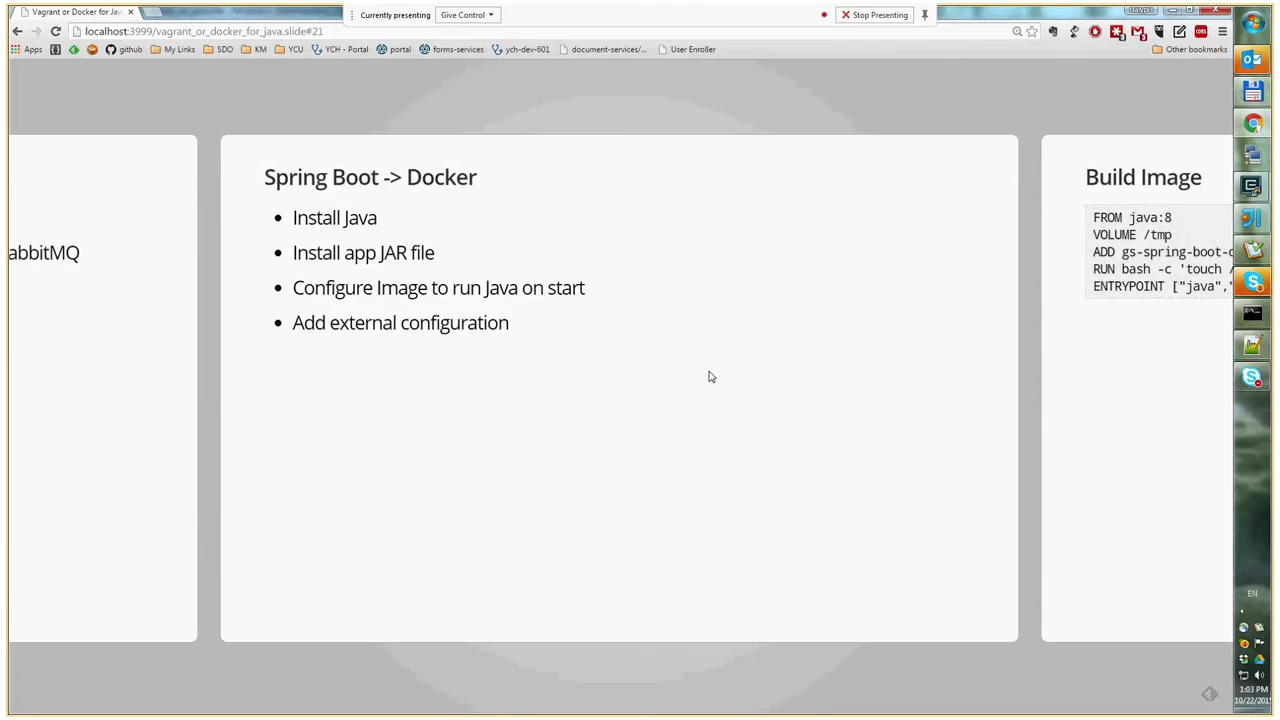 Vagrant or Docker for Jav
Currently presenting
Give Control
Stop Presenting
localhost:3999/vagrant_or_docker_for_java.slide#21
Apps
github
My Links
SDO
KM
YCU
YCH - Portal
portal
forms-services
ych-dev-601
document-services/...
User Enroller
Other bookmarks
abbitMQ
Spring Boot -> Docker
• Install Java
• Install app JAR file
• Configure Image to run Java on start
• Add external configuration
Build Image
FROM java:8
VOLUME /tmp
ADD gs-spring-boot-
RUN bash -c 'touch /
ENTRYPOINT ["java","
EN
1:03 PM
10/22/201